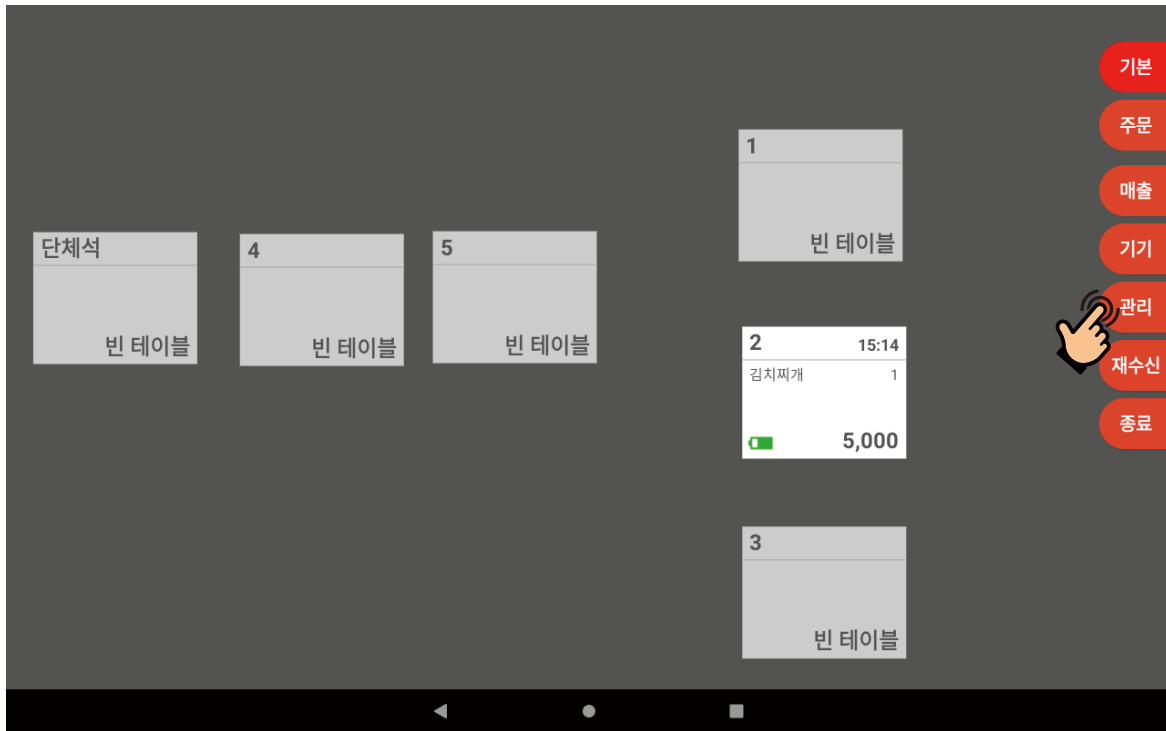 단체석
빈 테이블
4
빈 테이블
5
빈 테이블
1
빈 테이블
2 15:14
김치찌개 1
5,000
3
빈 테이블
기본
주문
매출
기기
관리
재수신
종료